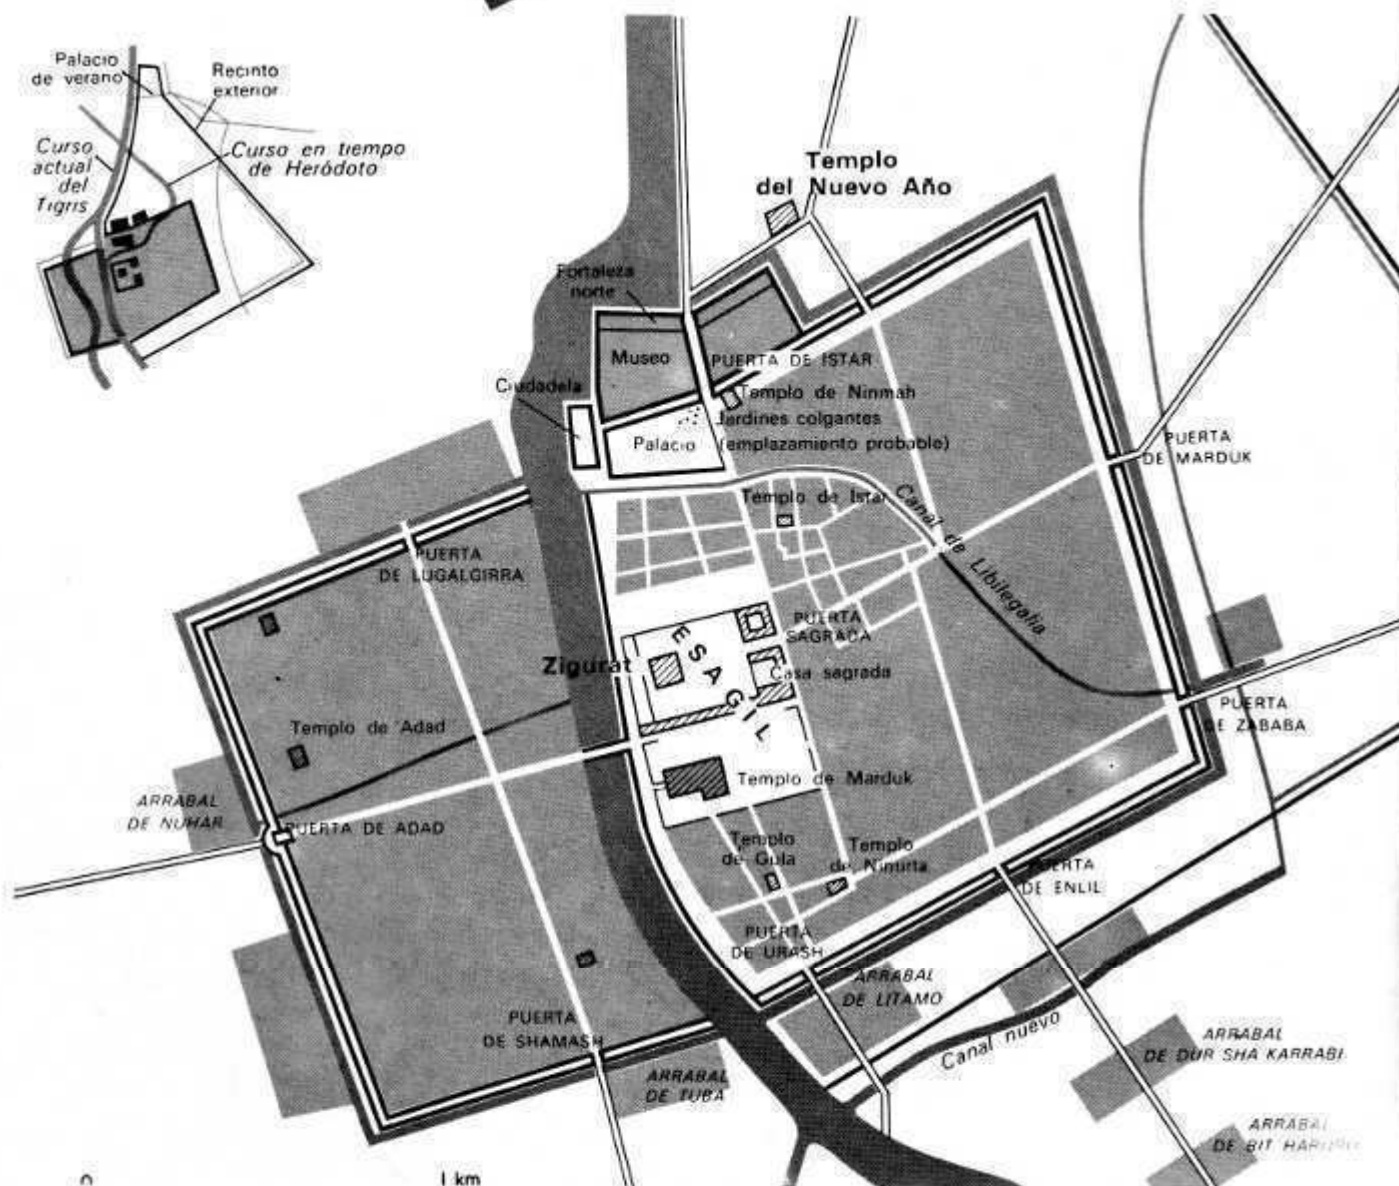 Palacio
de verano
Recinto
exterior
Curso
actual
del
Tigris
Curso en tiempo
de Heródoto
Templo
del Nuevo Año
Fortaleza
norte
Museo
PUERTA DE ISTAR
Ciudadela
Templo de Ninmah
Jardines colgantes
(emplazamiento probable)
Palacio
PUERTA
DE MARDUK
Templo de Istar
Canal de Libilegalia
PUERTA
DE LUGALGIRRA
PUERTA
SAGRADA
ESAGIL
Zigurat
Casa sagrada
PUERTA
DE ZABABA
Templo de Adad
Templo de Marduk
ARRABAL
DE NUHAR
PUERTA DE ADAD
Templo
de Gula
Templo
de Ninurta
PUERTA
DE ENLIL
PUERTA
DE URASH
ARRABAL
DE LITAMO
PUERTA
DE SHAMASH
Canal nuevo
ARRABAL
DE DUR SHA KARRABI
ARRABAL
DE TUBA
ARRABAL
DE BIT
0
1 km